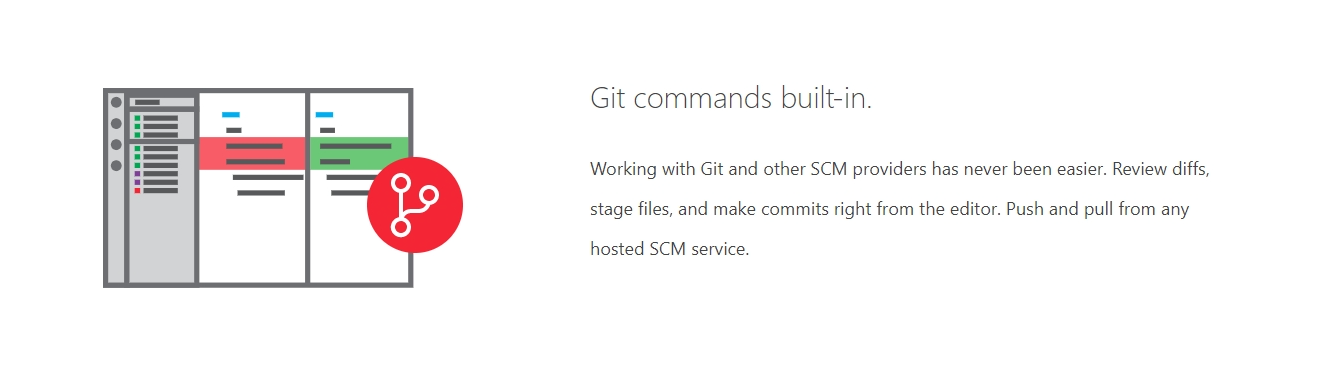 Git commands built-in.
Working with Git and other SCM providers has never been easier. Review diffs,
stage files, and make commits right from the editor. Push and pull from any
hosted SCM service.